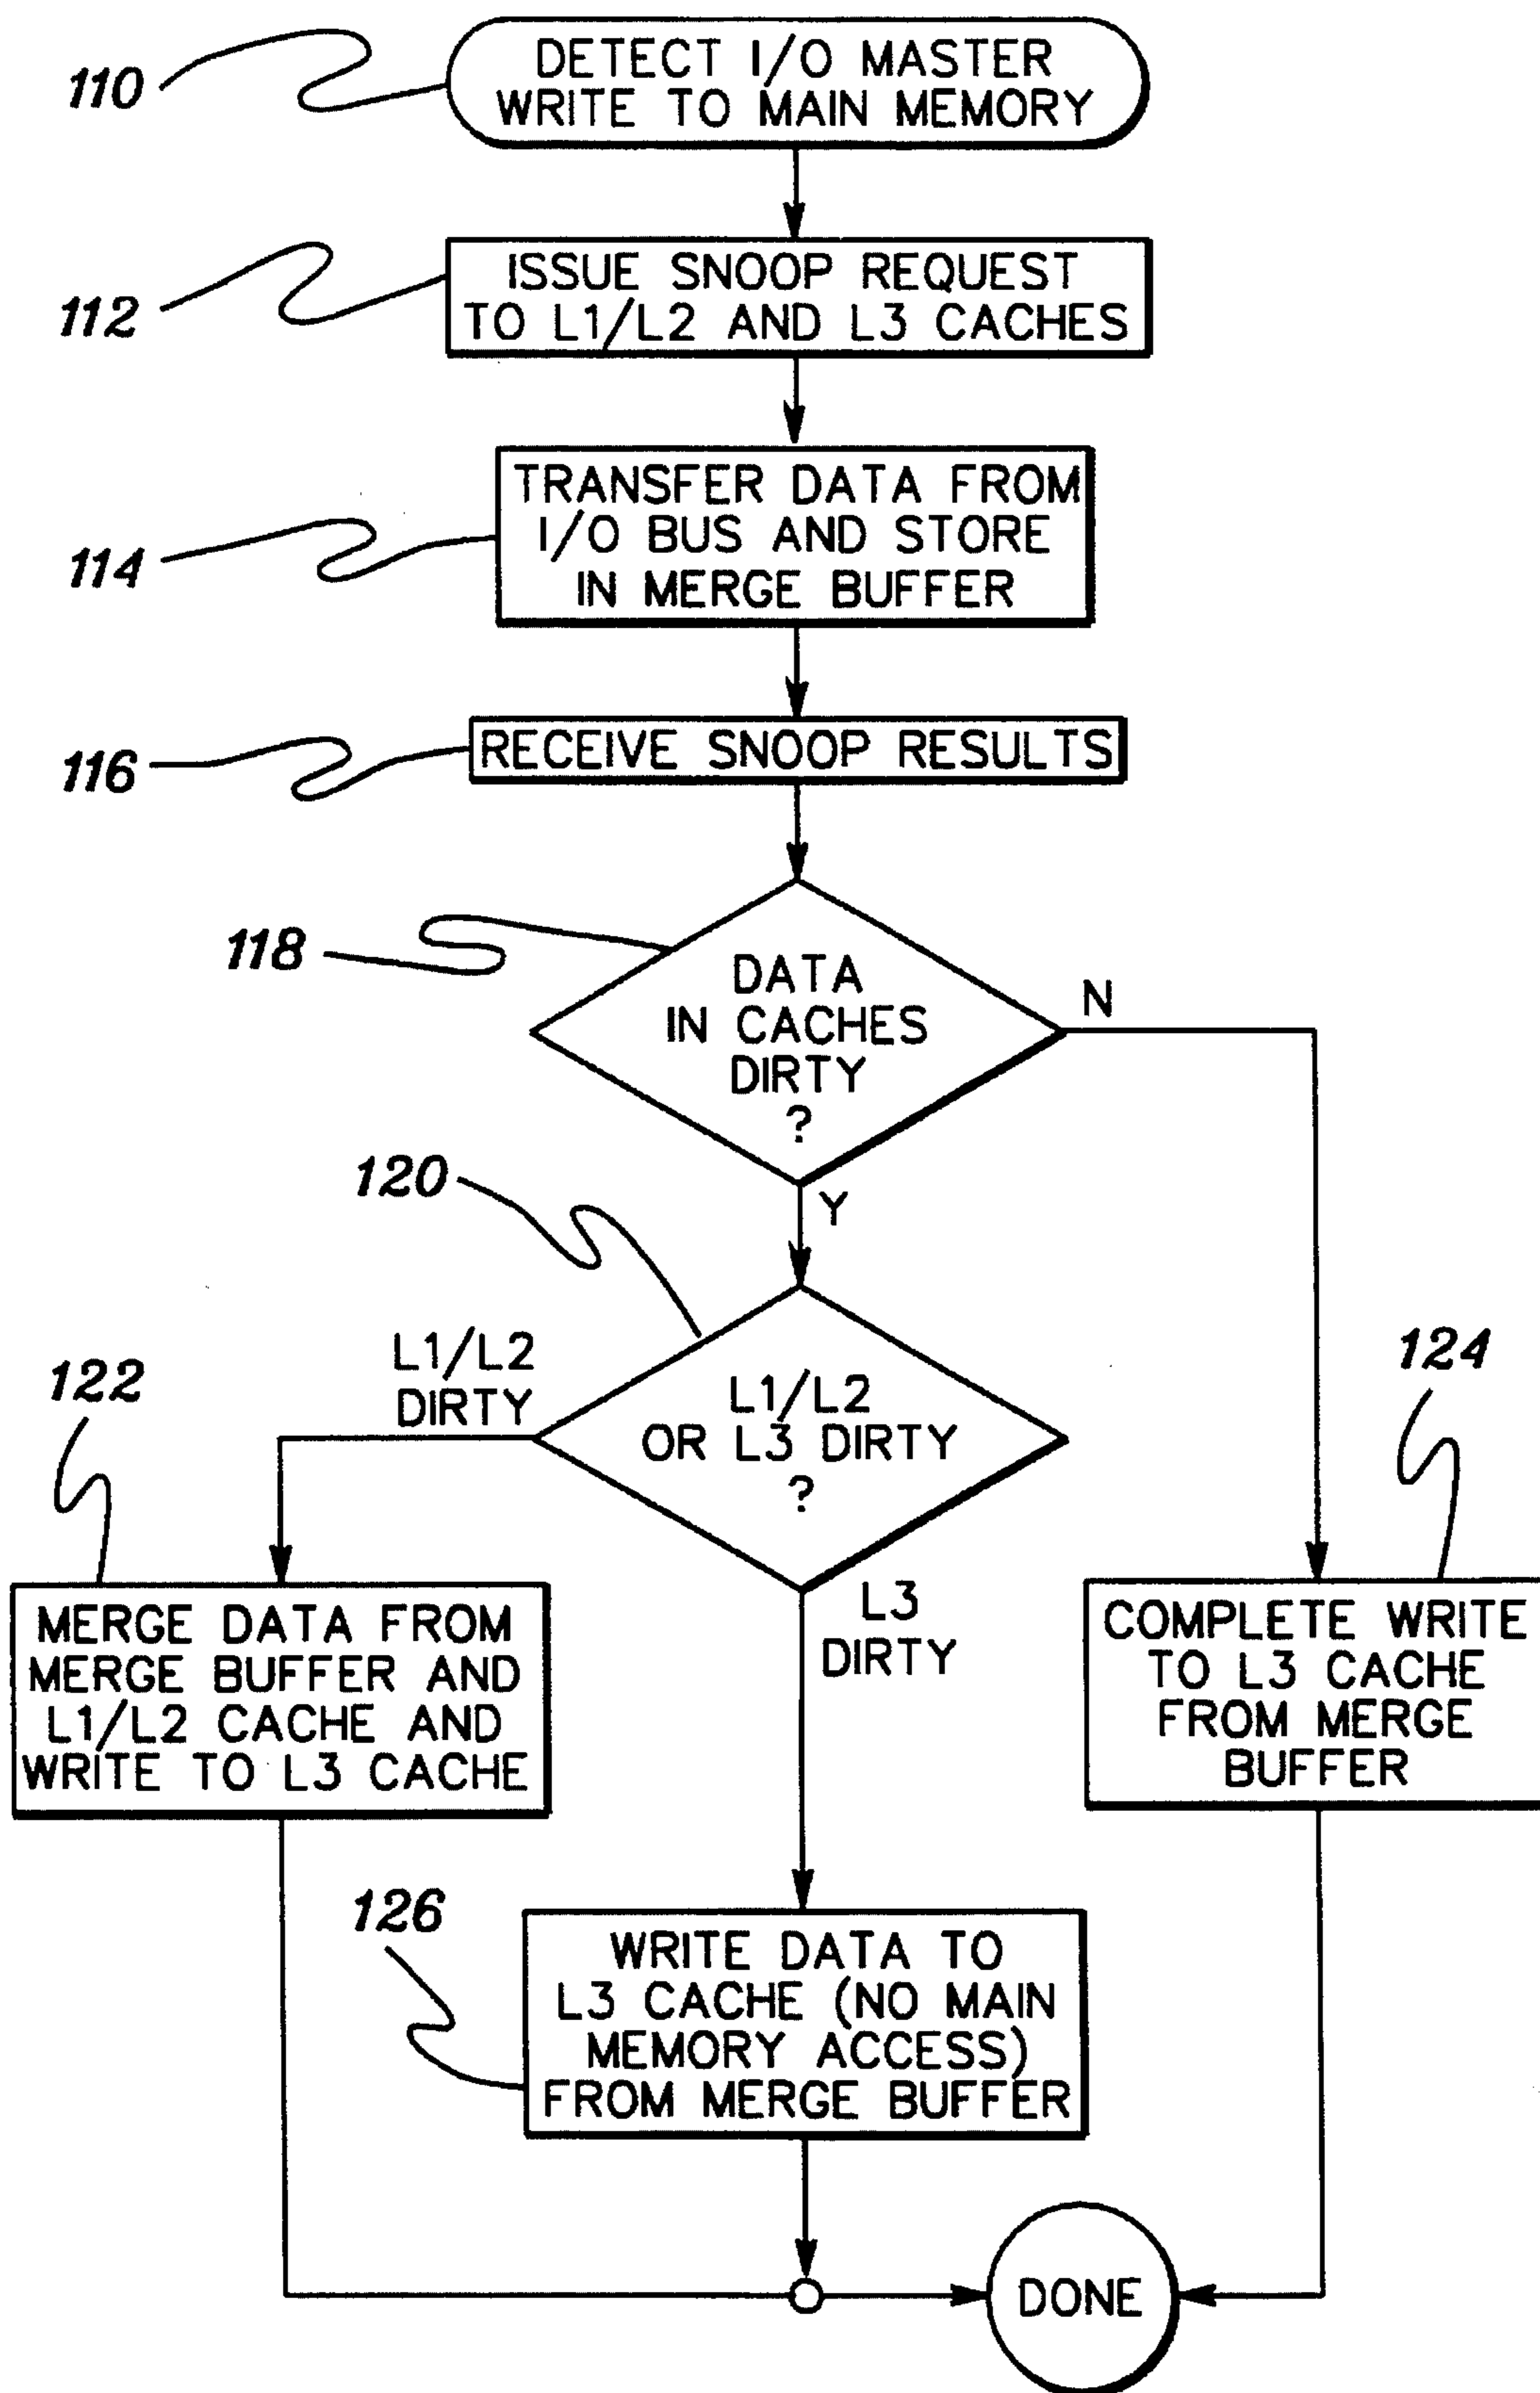 110
DETECT I/O MASTER
WRITE TO MAIN MEMORY
112
ISSUE SNOOP REQUEST
TO L1/L2 AND L3 CACHES
114
TRANSFER DATA FROM
I/O BUS AND STORE
IN MERGE BUFFER
116
RECEIVE SNOOP RESULTS
118
DATA
IN CACHES
DIRTY
?
N
Y
120
L1/L2
DIRTY
L1/L2
OR L3 DIRTY
?
L3
DIRTY
122
MERGE DATA FROM
MERGE BUFFER AND
L1/L2 CACHE AND
WRITE TO L3 CACHE
124
COMPLETE WRITE
TO L3 CACHE
FROM MERGE
BUFFER
126
WRITE DATA TO
L3 CACHE (NO MAIN
MEMORY ACCESS)
FROM MERGE BUFFER
DONE